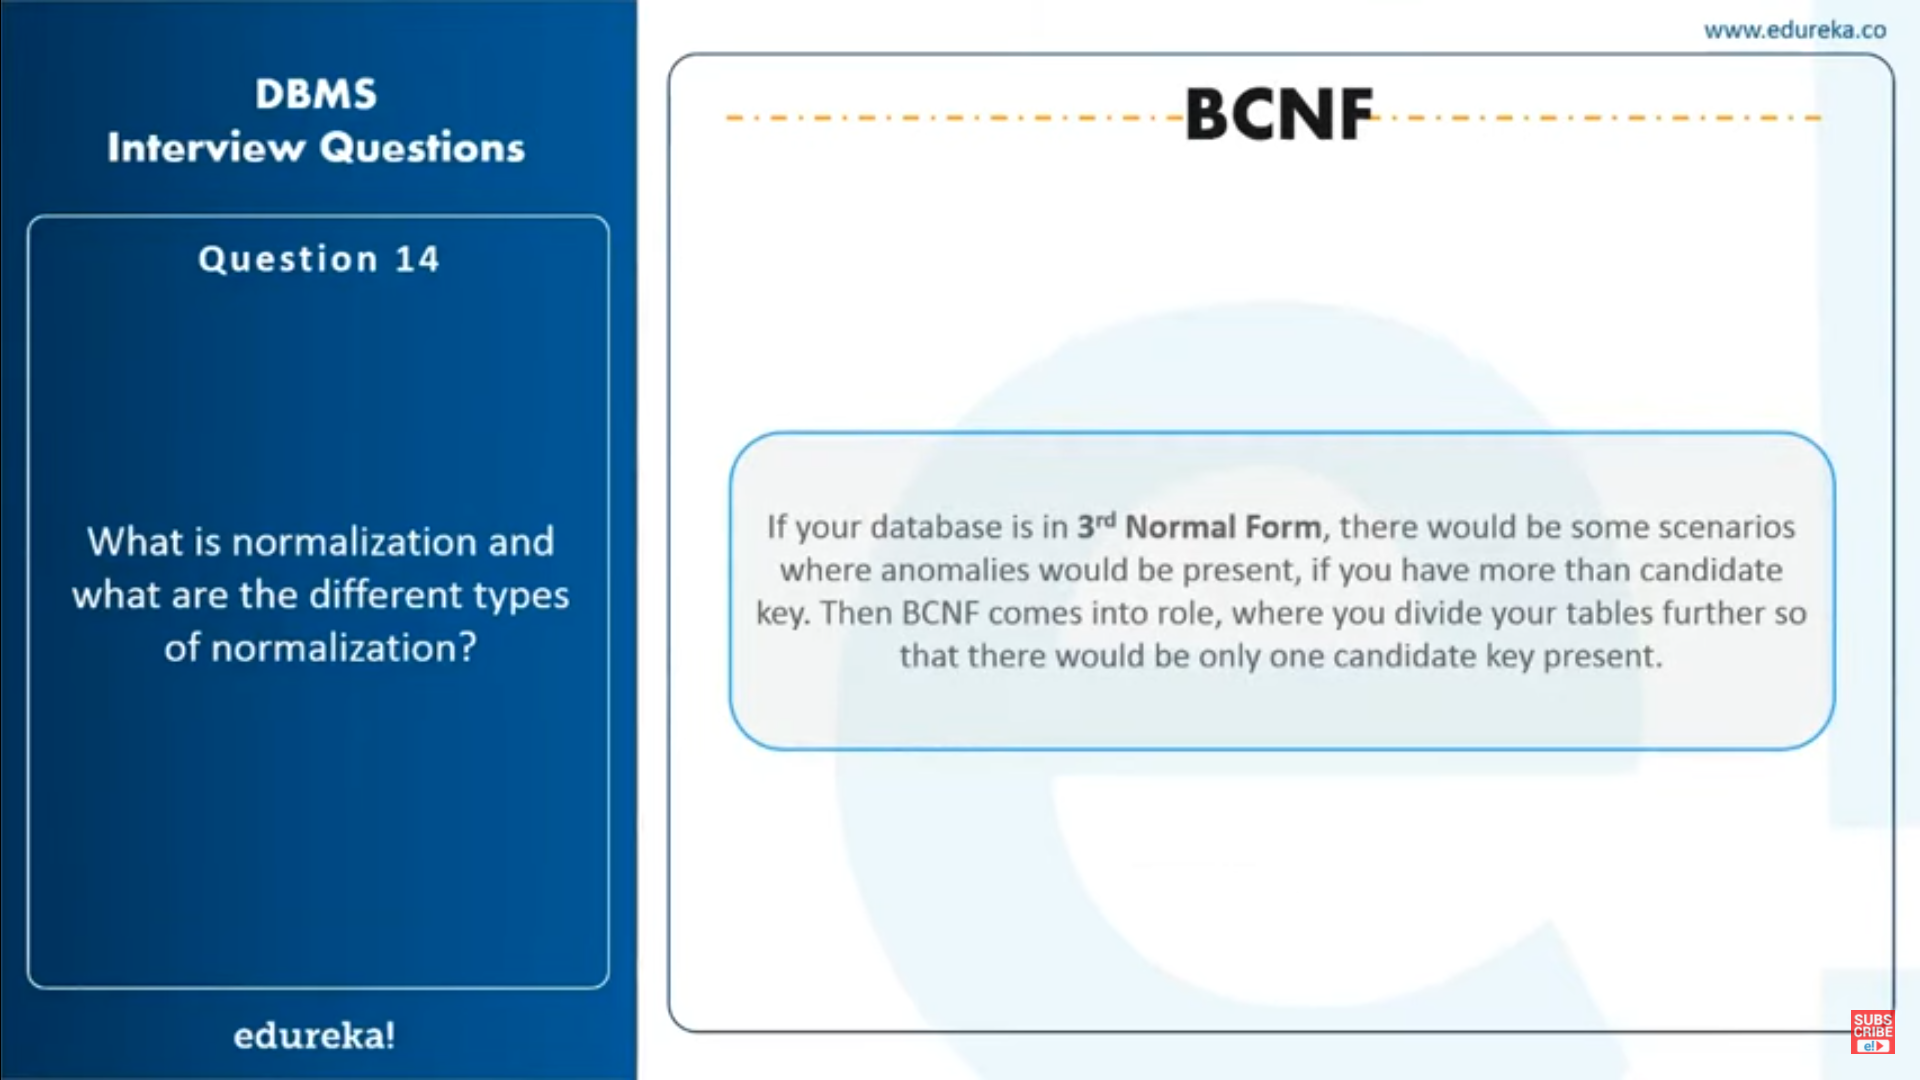 www.edureka.co
DBMS
Interview Questions
Question 14
What is normalization and
what are the different types
of normalization?
edureka!
BCNF
If your database is in 3rd Normal Form, there would be some scenarios
where anomalies would be present, if you have more than candidate
key. Then BCNF comes into role, where you divide your tables further so
that there would be only one candidate key present.
SUBS
CRIBE
e!